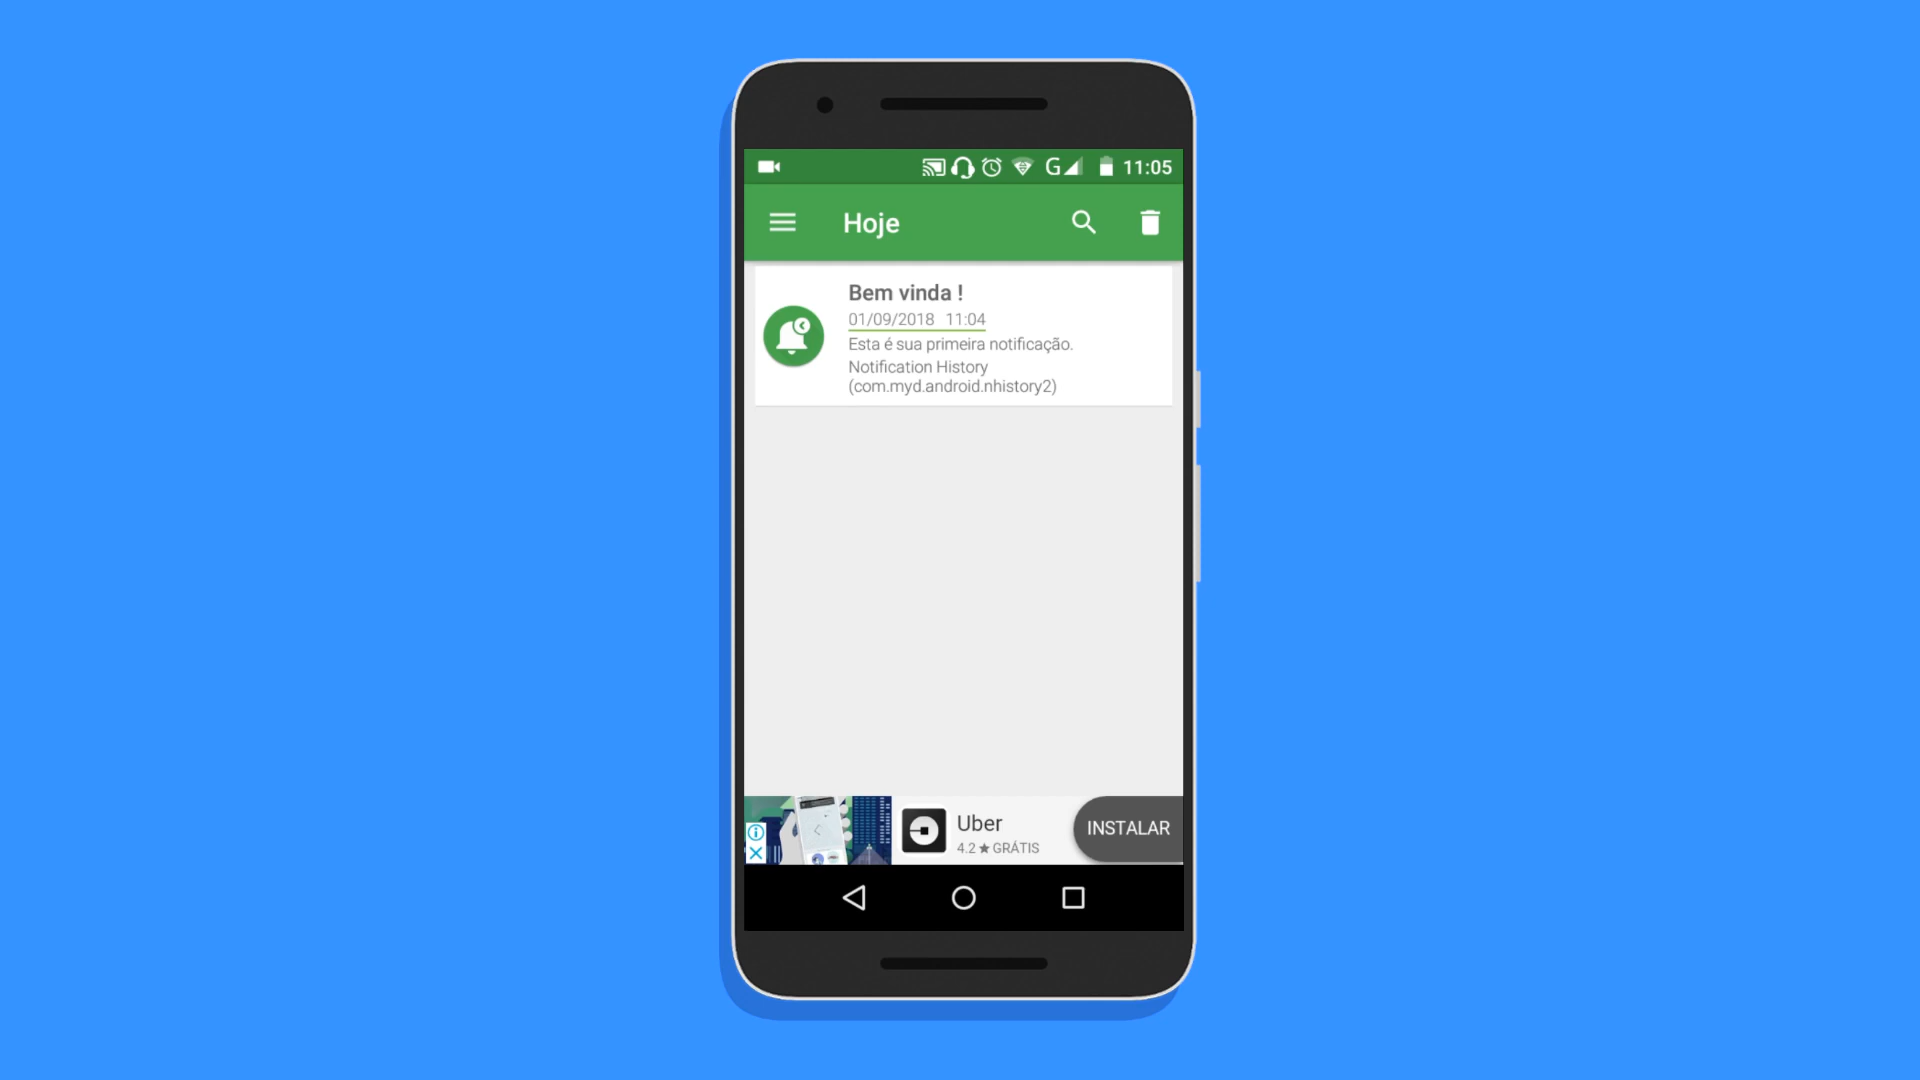 G 11:05
Hoje
Bem vinda !
01/09/2018 11:04
Esta é sua primeira notificação.
Notification History
(com.myd.android.nhistory2)
Uber
4.2 ★ GRÁTIS
INSTALAR